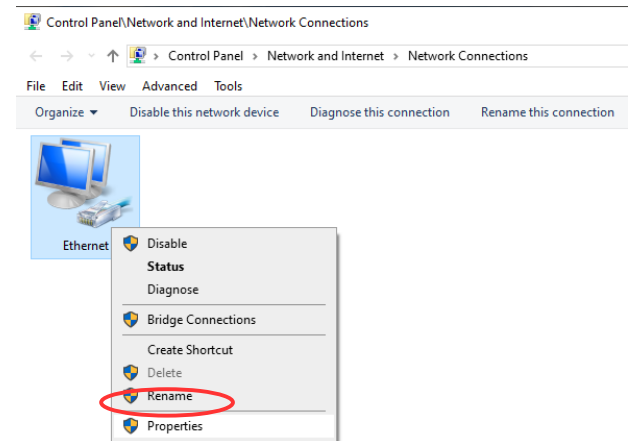 Control Panel\Network and Internet\Network Connections
Control Panel > Network and Internet > Network Connections
File Edit View Advanced Tools
Organize Disable this network device Diagnose this connection Rename this connection
Ethernet
Disable
Status
Diagnose
Bridge Connections
Create Shortcut
Delete
Rename
Properties